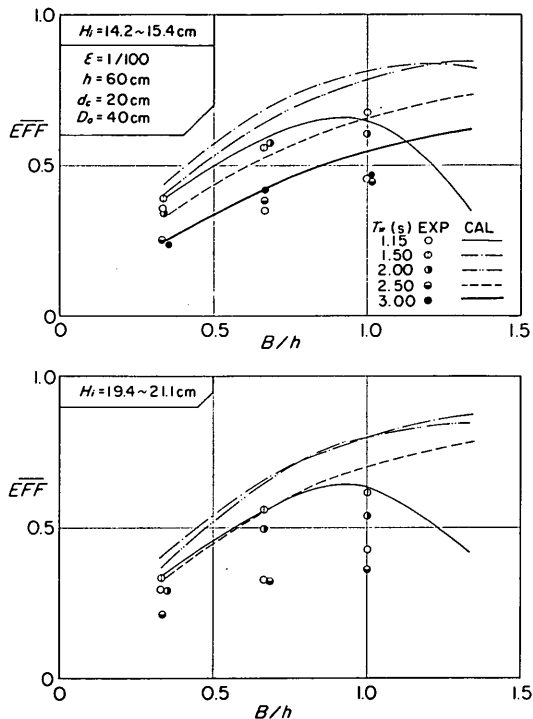 Hi=14.2~15.4cm
ε=1/100
h=60cm
dc=20cm
Da=40cm
1.0
EFF
0.5
0
Tw (s) EXP CAL
1.15
1.50
2.00
2.50
3.00
0 0.5 1.0 1.5
B/h
Hi=19.4~21.1cm
1.0
EFF
0.5
0
0 0.5 1.0 1.5
B/h